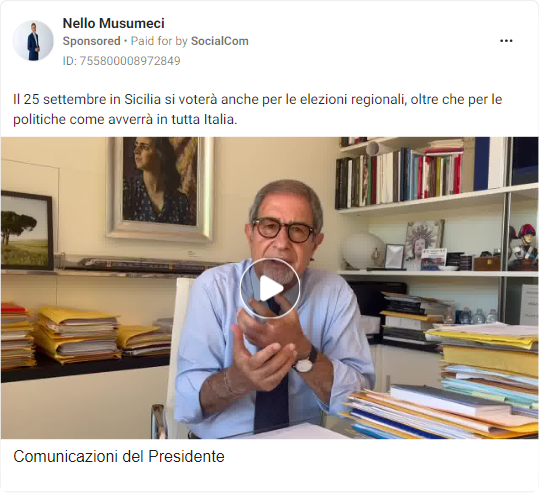 Nello Musumeci
Sponsored • Paid for by SocialCom
ID: 755800008972849
Il 25 settembre in Sicilia si voterà anche per le elezioni regionali, oltre che per le
politiche come avverrà in tutta Italia.
Comunicazioni del Presidente